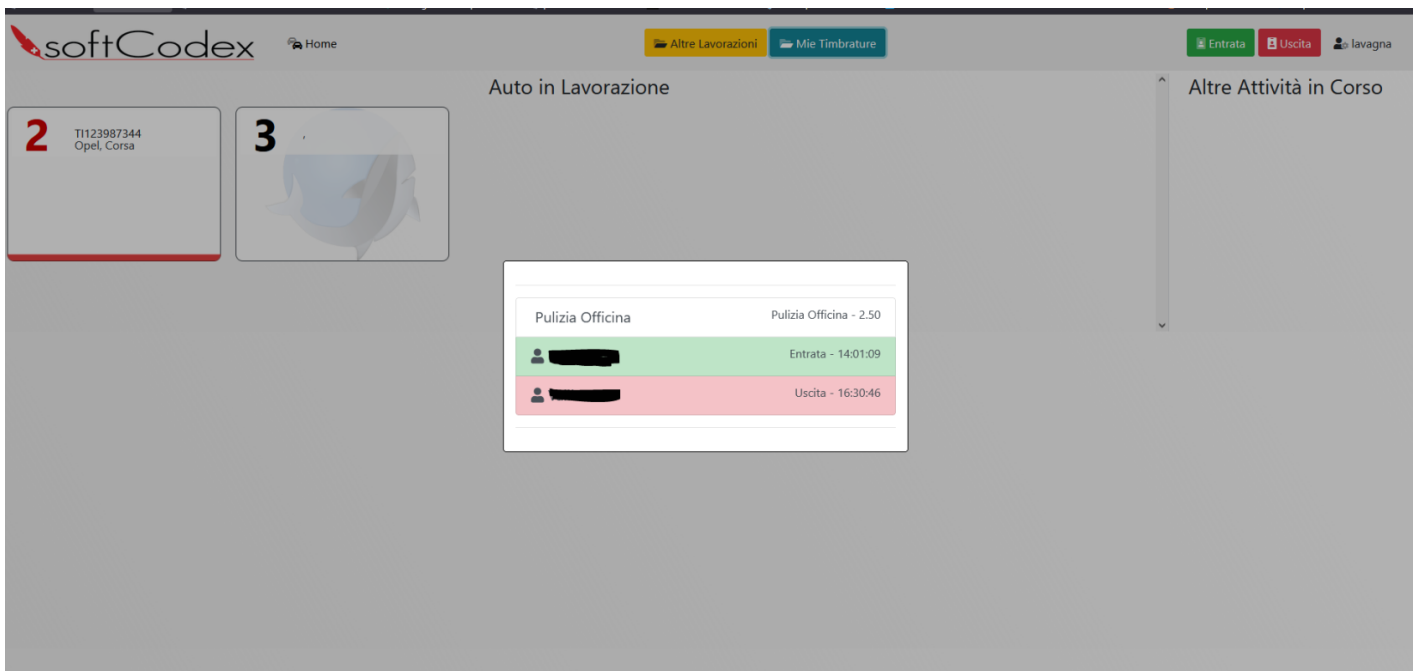 softCodex
Home
Altre Lavorazioni
Mie Timbrature
Entrata
Uscita
lavagna
Auto in Lavorazione
Altre Attività in Corso
2
TI123987344
Opel, Corsa
3
,
Pulizia Officina
Pulizia Officina - 2.50
Entrata - 14:01:09
Uscita - 16:30:46